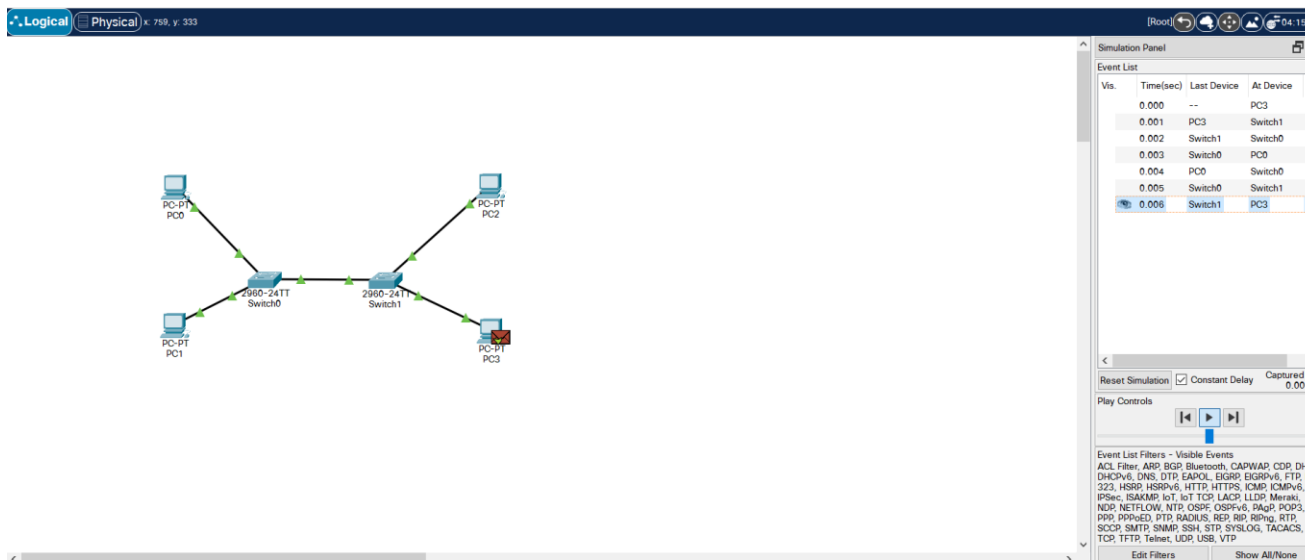 Logical Physical x: 759, y: 333 [Root] 04:15
Simulation Panel
Event List
Vis. Time(sec) Last Device At Device
0.000 -- PC3
0.001 PC3 Switch1
0.002 Switch1 Switch0
0.003 Switch0 PC0
0.004 PC0 Switch0
0.005 Switch0 Switch1
0.006 Switch1 PC3
PC-PT
PC0
PC-PT
PC2
2960-24TT
Switch0
2960-24TT
Switch1
PC-PT
PC1
PC-PT
PC3
Reset Simulation Constant Delay Captured
0.00
Play Controls
Event List Filters - Visible Events
ACL Filter, ARP, BGP, Bluetooth, CAPWAP, CDP, DH
DHCPv6, DNS, DTP, EAPOL, EIGRP, EIGRPv6, FTP,
323, HSRP, HSRPv6, HTTP, HTTPS, ICMP, ICMPv6,
IPSec, ISAKMP, IoT, IoT TCP, LACP, LLDP, Meraki,
NDP, NETFLOW, NTP, OSPF, OSPFv6, PAgP, POP3,
PPP, PPPoED, PTP, RADIUS, REP, RIP, RIPng, RTP,
SCCP, SMTP, SNMP, SSH, STP, SYSLOG, TACACS,
TCP, TFTP, Telnet, UDP, USB, VTP
Edit Filters Show All/None